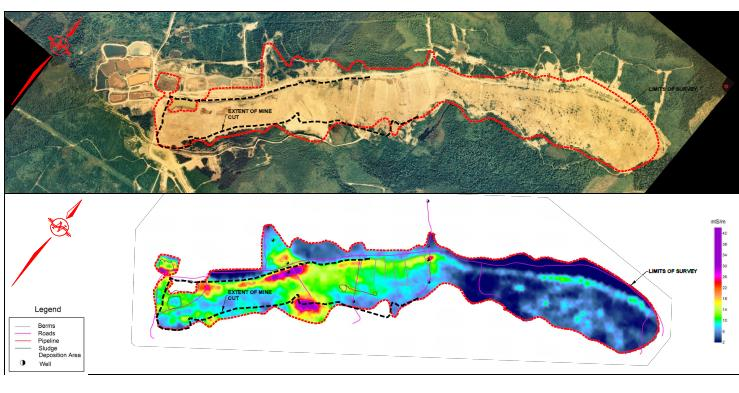 EXTENT OF MINE
CUT
LIMITS OF SURVEY
mS/m
EXTENT OF MINE
CUT
LIMITS OF SURVEY
Legend
Berms
Roads
Pipeline
Sludge
Deposition Area
Well